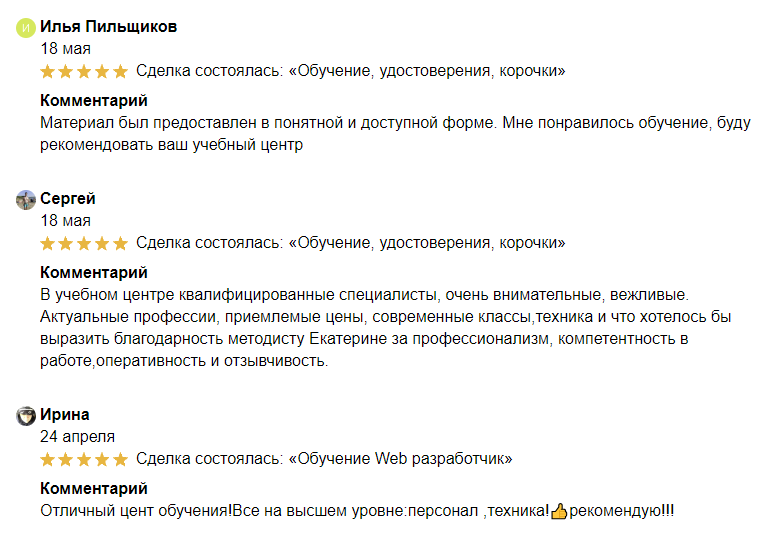 И Илья Пильщиков
18 мая
Сделка состоялась: «Обучение, удостоверения, корочки»
Комментарий
Материал был предоставлен в понятной и доступной форме. Мне понравилось обучение, буду
рекомендовать ваш учебный центр
Сергей
18 мая
Сделка состоялась: «Обучение, удостоверения, корочки»
Комментарий
В учебном центре квалифицированные специалисты, очень внимательные, вежливые.
Актуальные профессии, приемлемые цены, современные классы,техника и что хотелось бы
выразить благодарность методисту Екатерине за профессионализм, компетентность в
работе,оперативность и отзывчивость.
Ирина
24 апреля
Сделка состоялась: «Обучение Web разработчик»
Комментарий
Отличный цент обучения!Все на высшем уровне:персонал ,техника!👍рекомендую!!!